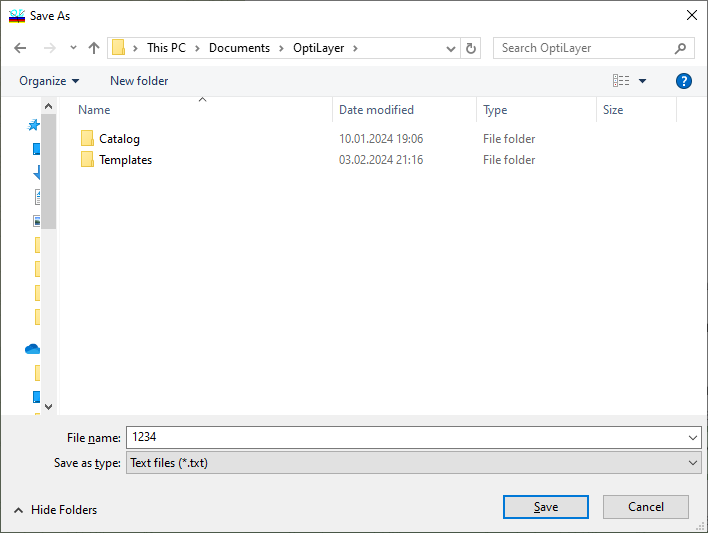 Save As
This PC > Documents > OptiLayer >
Search OptiLayer
Organize New folder ?
Name Date modified Type Size
Catalog 10.01.2024 19:06 File folder
Templates 03.02.2024 21:16 File folder
File name: 1234
Save as type: Text files (*.txt)
Hide Folders Save Cancel